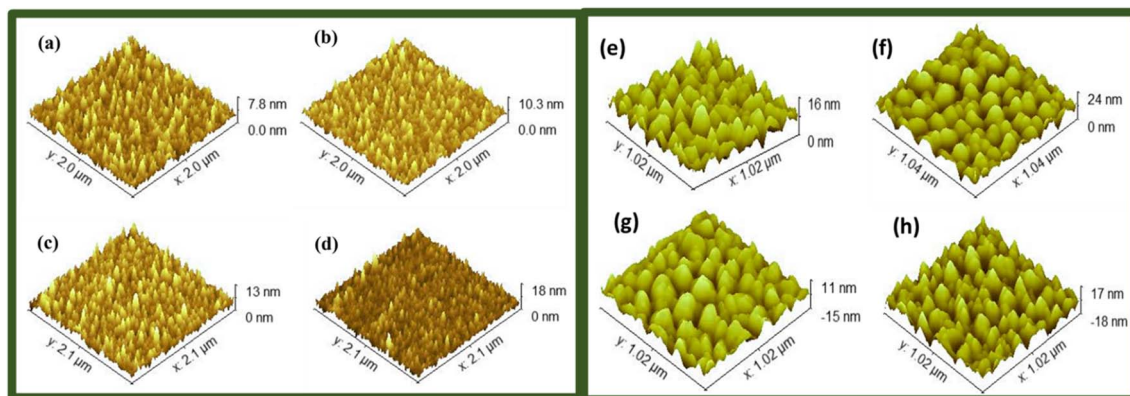 (a)
7.8 nm
0.0 nm
y: 2.0 µm
x: 2.0 µm
(b)
10.3 nm
0.0 nm
y: 2.0 µm
x: 2.0 µm
(c)
13 nm
0 nm
y: 2.1 µm
x: 2.1 µm
(d)
18 nm
0 nm
y: 2.1 µm
x: 2.1 µm
(e)
16 nm
0 nm
y: 1.02 µm
x: 1.02 µm
(f)
24 nm
0 nm
y: 1.04 µm
x: 1.04 µm
(g)
11 nm
-15 nm
y: 1.02 µm
x: 1.02 µm
(h)
17 nm
-18 nm
y: 1.02 µm
x: 1.02 µm